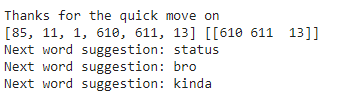 Thanks for the quick move on
[85, 11, 1, 610, 611, 13] [[610 611  13]]
Next word suggestion: status
Next word suggestion: bro
Next word suggestion: kinda